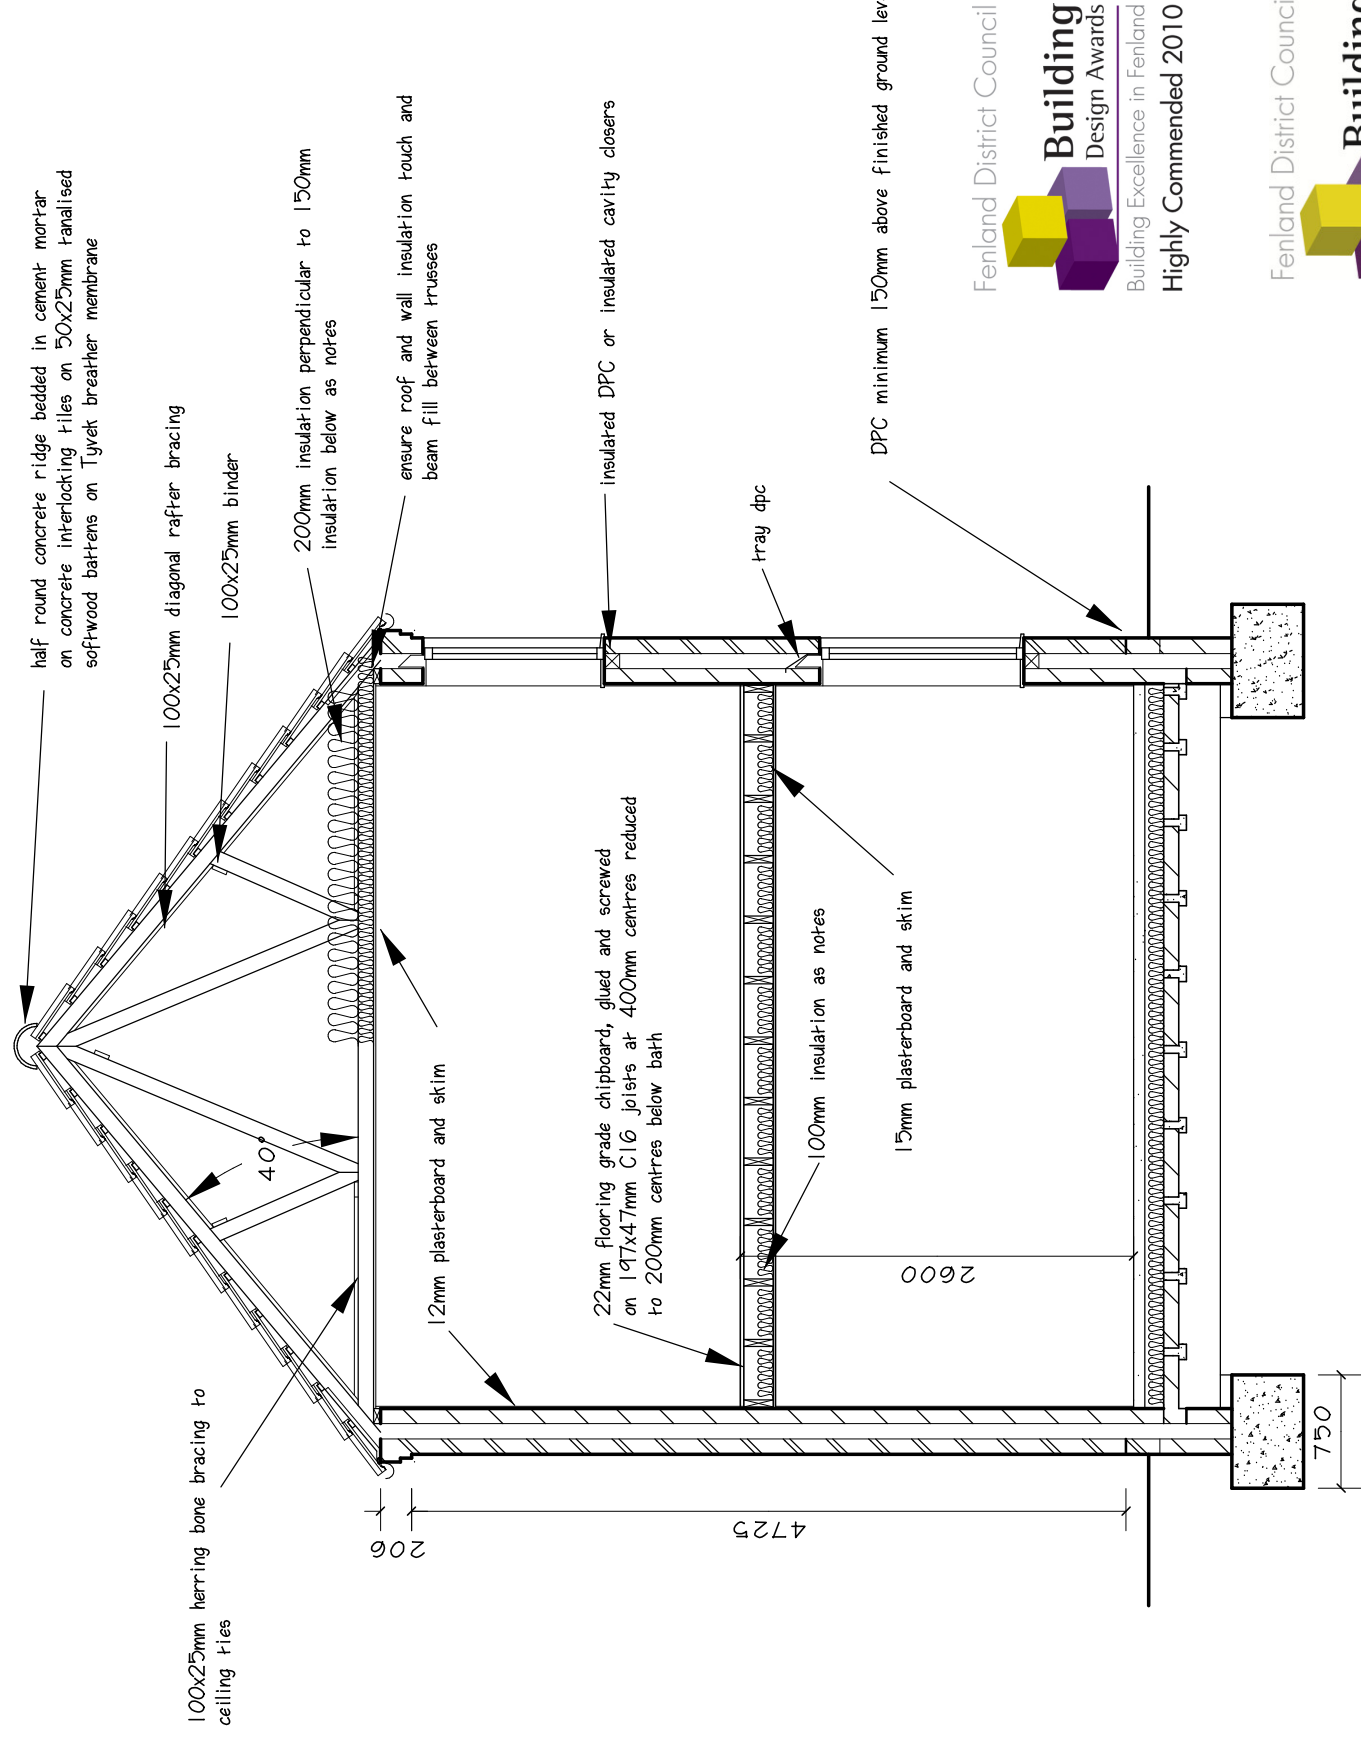 half round concrete ridge bedded in cement mortar
on concrete interlocking tiles on 50x25mm tanalised
softwood battens on Tyvek breather membrane
100x25mm diagonal rafter bracing
100x25mm binder
200mm insulation perpendicular to 150mm
insulation below as notes
ensure roof and wall insulation touch and
beam fill between trusses
insulated DPC or insulated cavity closers
tray dpc
DPC minimum 150mm above finished ground lev
100x25mm herring bone bracing to
ceiling ties
40°
12mm plasterboard and skim
22mm flooring grade chipboard, glued and screwed
on 197x47mm C16 joists at 400mm centres reduced
to 200mm centres below bath
100mm insulation as notes
15mm plasterboard and skim
2600
206
4725
750
Fenland District Council
Building
Design Awards
Building Excellence in Fenland
Highly Commended 2010
Fenland District Counci
Building